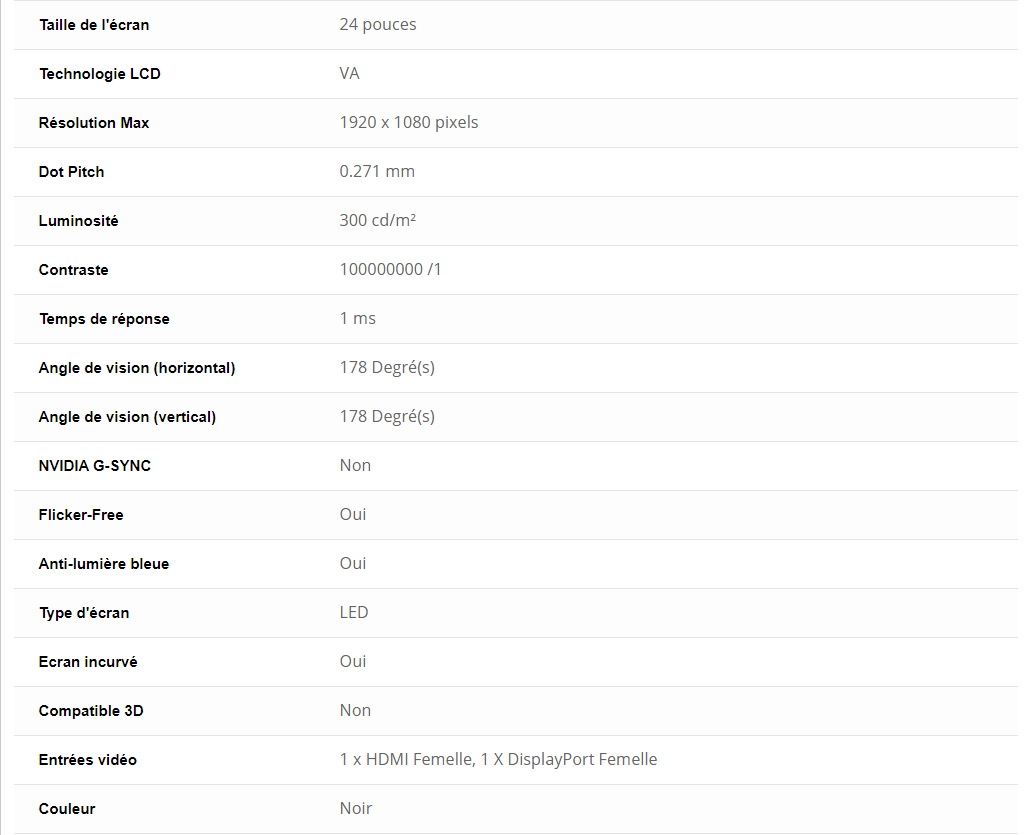 Taille de l'écran 24 pouces
Technologie LCD VA
Résolution Max 1920 x 1080 pixels
Dot Pitch 0.271 mm
Luminosité 300 cd/m²
Contraste 100000000 /1
Temps de réponse 1 ms
Angle de vision (horizontal) 178 Degré(s)
Angle de vision (vertical) 178 Degré(s)
NVIDIA G-SYNC Non
Flicker-Free Oui
Anti-lumière bleue Oui
Type d'écran LED
Ecran incurvé Oui
Compatible 3D Non
Entrées vidéo 1 x HDMI Femelle, 1 X DisplayPort Femelle
Couleur Noir